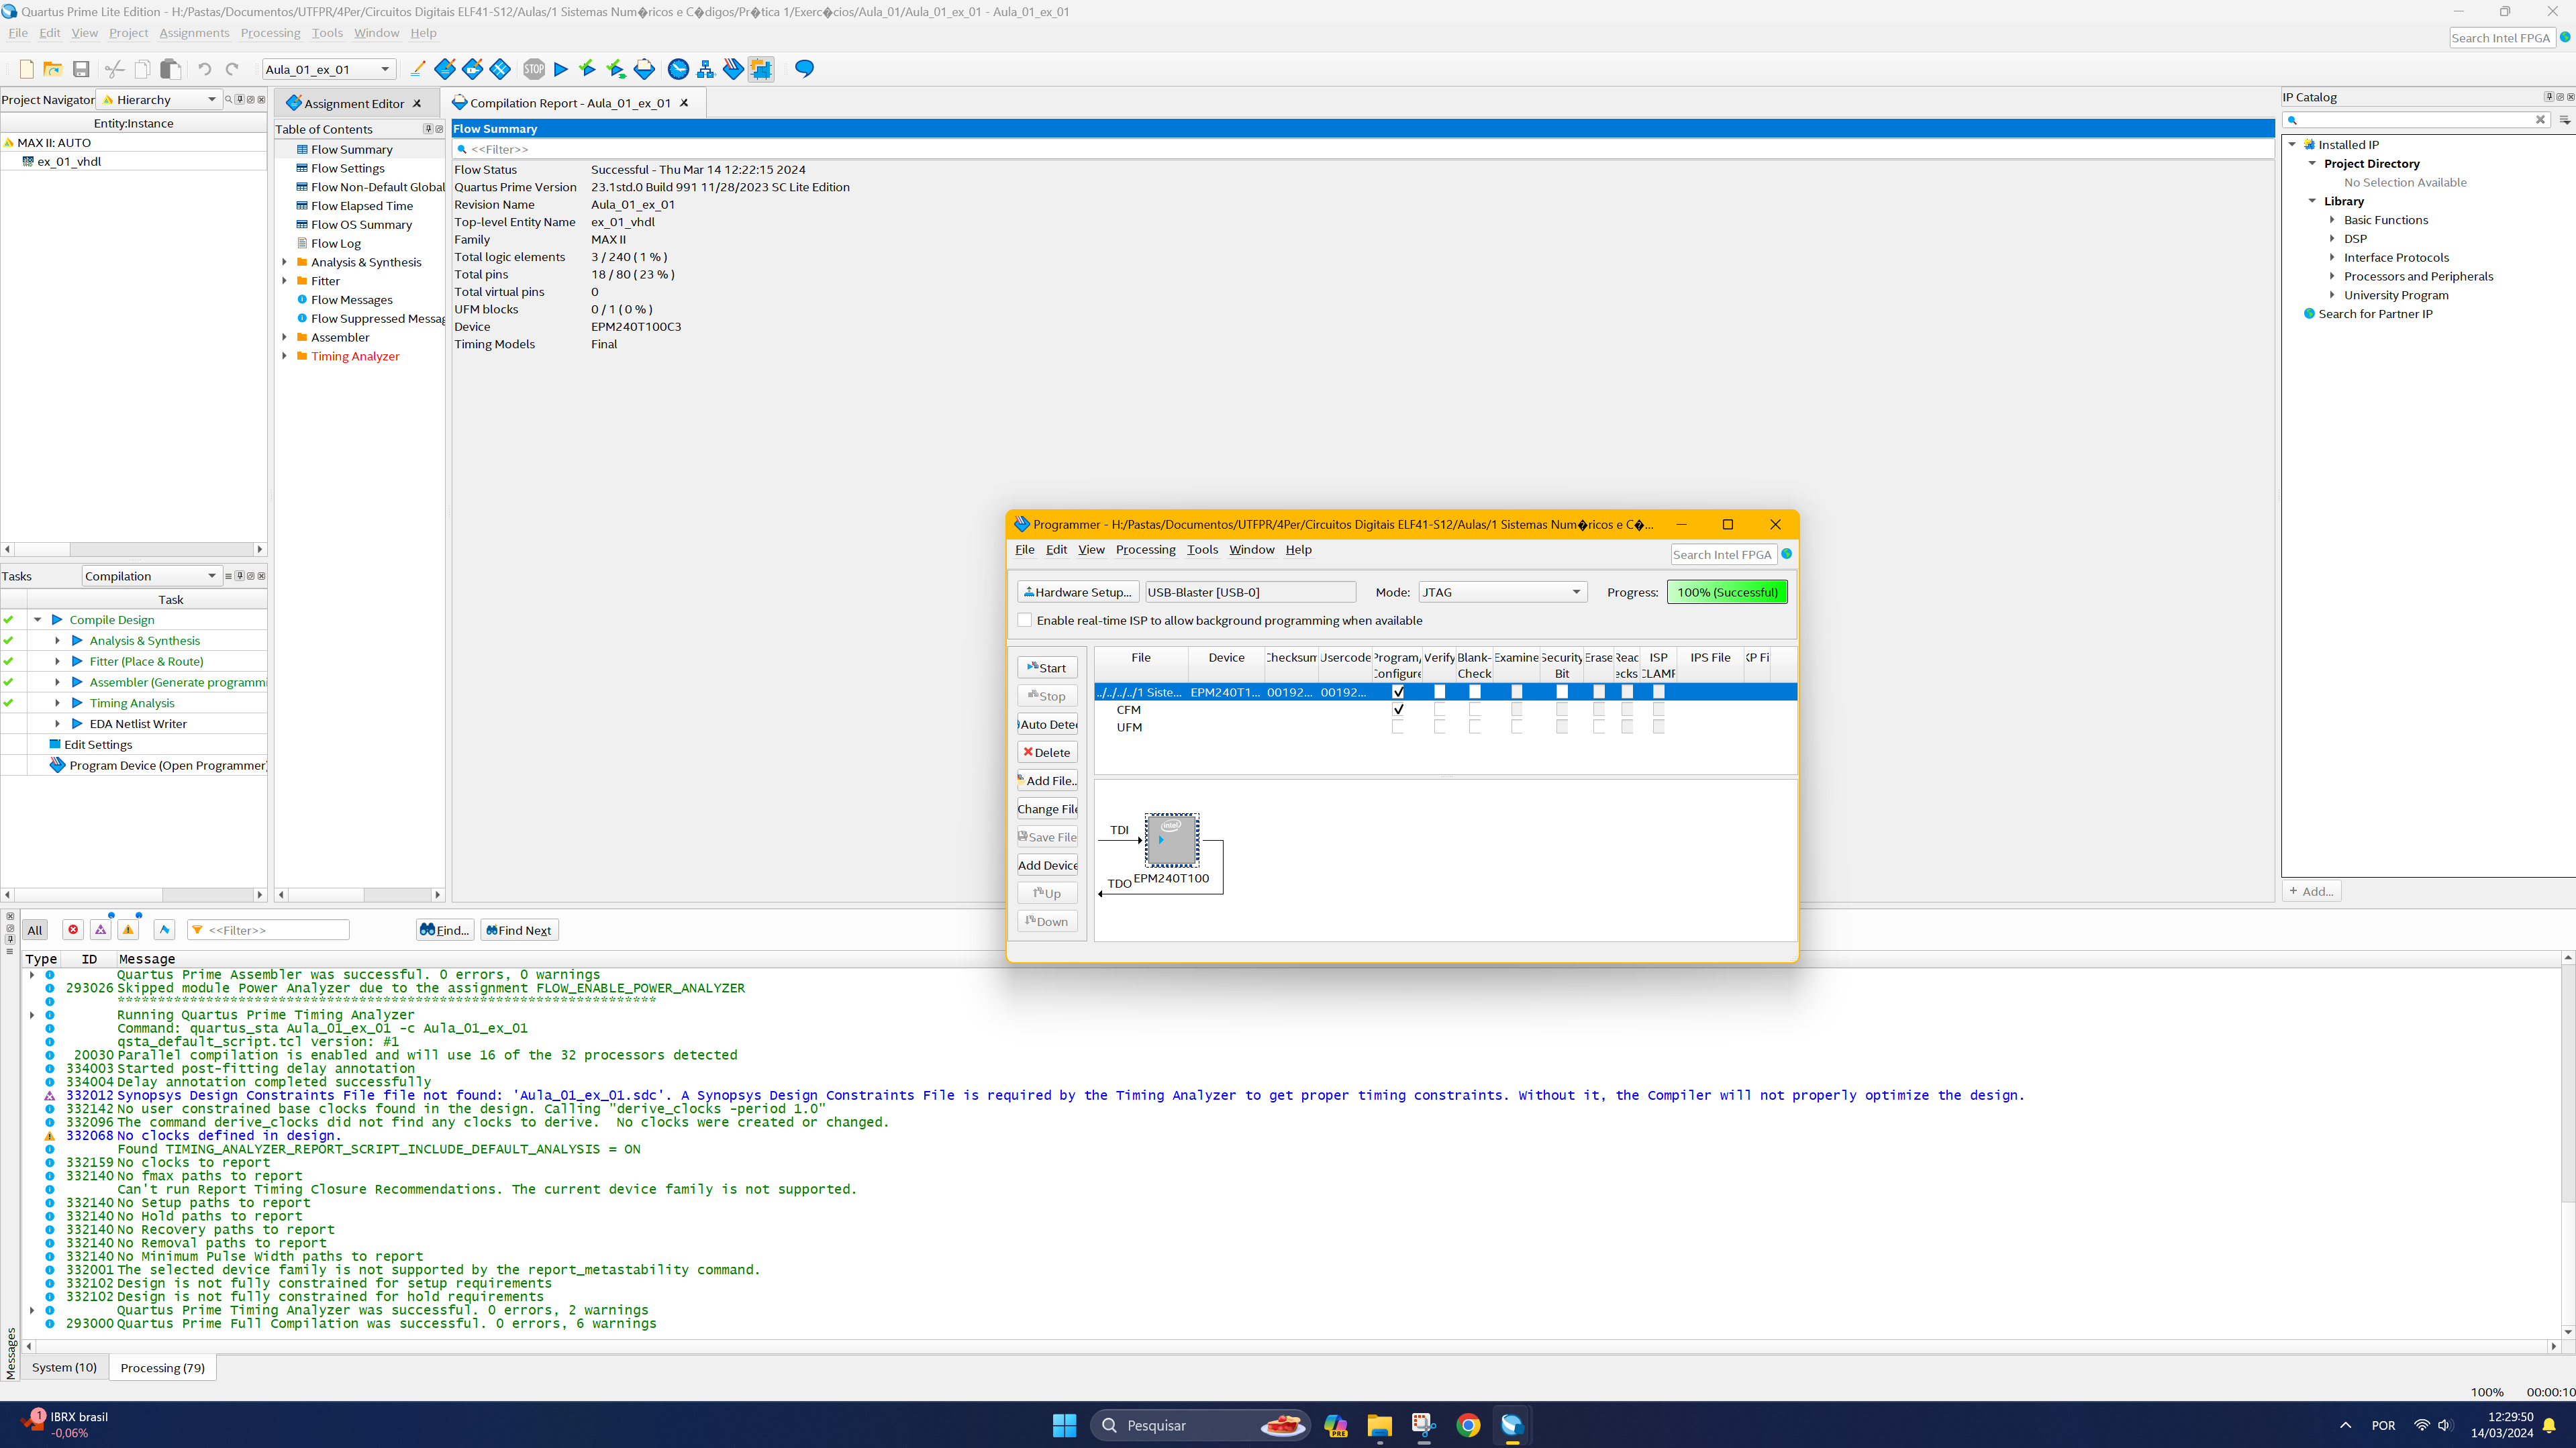 Quartus Prime Lite Edition - H:/Pastas/Documentos/UTFPR/4Per/Circuitos Digitais ELF41-S12/Aulas/1 Sistemas Num�ricos e C�digos/Pr�tica 1/Exerc�cios/Aula_01/Aula_01_ex_01 - Aula_01_ex_01
File Edit View Project Assignments Processing Tools Window Help
Search Intel FPGA
Aula_01_ex_01
STOP
Project Navigator Hierarchy
Entity:Instance
MAX II: AUTO
ex_01_vhdl
Assignment Editor
Compilation Report - Aula_01_ex_01
Table of Contents
Flow Summary
Flow Settings
Flow Non-Default Global
Flow Elapsed Time
Flow OS Summary
Flow Log
Analysis & Synthesis
Fitter
Flow Messages
Flow Suppressed Messag
Assembler
Timing Analyzer
Flow Summary
<<Filter>>
Flow Status Successful - Thu Mar 14 12:22:15 2024
Quartus Prime Version 23.1std.0 Build 991 11/28/2023 SC Lite Edition
Revision Name Aula_01_ex_01
Top-level Entity Name ex_01_vhdl
Family MAX II
Total logic elements 3 / 240 ( 1 % )
Total pins 18 / 80 ( 23 % )
Total virtual pins 0
UFM blocks 0 / 1 ( 0 % )
Device EPM240T100C3
Timing Models Final
IP Catalog
Installed IP
Project Directory
No Selection Available
Library
Basic Functions
DSP
Interface Protocols
Processors and Peripherals
University Program
Search for Partner IP
+ Add...
Tasks Compilation
Task
Compile Design
Analysis & Synthesis
Fitter (Place & Route)
Assembler (Generate programmi
Timing Analysis
EDA Netlist Writer
Edit Settings
Program Device (Open Programmer)
Programmer - H:/Pastas/Documentos/UTFPR/4Per/Circuitos Digitais ELF41-S12/Aulas/1 Sistemas Num�ricos e C�...
File Edit View Processing Tools Window Help
Search Intel FPGA
Hardware Setup... USB-Blaster [USB-0] Mode: JTAG Progress: 100% (Successful)
Enable real-time ISP to allow background programming when available
Start
Stop
Auto Detec
Delete
Add File..
Change File
Save File
Add Device
Up
Down
File Device Checksum Usercode Program/ Configure Verify Blank- Check Examine Security Bit Erase ISP CLAMP IPS File
../../../../1 Siste... EPM240T1... 00192... 00192...
CFM
UFM
TDI
intel
TDO
EPM240T100
All <<Filter>> Find... Find Next
Type ID Message
Quartus Prime Assembler was successful. 0 errors, 0 warnings
293026 Skipped module Power Analyzer due to the assignment FLOW_ENABLE_POWER_ANALYZER
*******************************************************************
Running Quartus Prime Timing Analyzer
Command: quartus_sta Aula_01_ex_01 -c Aula_01_ex_01
qsta_default_script.tcl version: #1
20030 Parallel compilation is enabled and will use 16 of the 32 processors detected
334003 Started post-fitting delay annotation
334004 Delay annotation completed successfully
332012 Synopsys Design Constraints File file not found: 'Aula_01_ex_01.sdc'. A Synopsys Design Constraints File is required by the Timing Analyzer to get proper timing constraints. Without it, the Compiler will not properly optimize the design.
332142 No user constrained base clocks found in the design. Calling "derive_clocks -period 1.0"
332096 The command derive_clocks did not find any clocks to derive.  No clocks were created or changed.
332068 No clocks defined in design.
Found TIMING_ANALYZER_REPORT_SCRIPT_INCLUDE_DEFAULT_ANALYSIS = ON
332159 No clocks to report
332140 No fmax paths to report
Can't run Report Timing Closure Recommendations. The current device family is not supported.
332140 No Setup paths to report
332140 No Hold paths to report
332140 No Recovery paths to report
332140 No Removal paths to report
332140 No Minimum Pulse Width paths to report
332001 The selected device family is not supported by the report_metastability command.
332102 Design is not fully constrained for setup requirements
332102 Design is not fully constrained for hold requirements
Quartus Prime Timing Analyzer was successful. 0 errors, 2 warnings
293000 Quartus Prime Full Compilation was successful. 0 errors, 6 warnings
Messages
System (10) Processing (79)
100% 00:00:10
1
IBRX brasil
-0,06%
Pesquisar
PRE
POR
12:29:50
14/03/2024